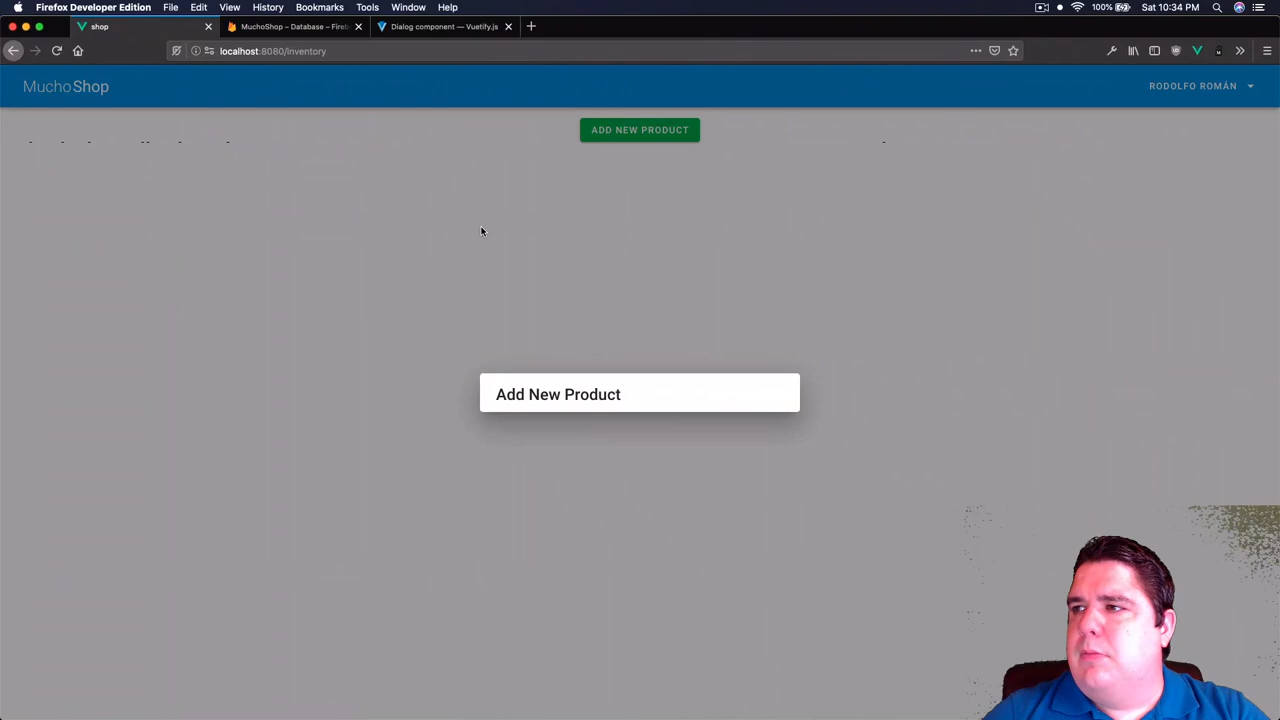 Firefox Developer Edition File Edit View History Bookmarks Tools Window Help 100% Sat 10:34 PM
shop MuchoShop – Database – Fireb Dialog component — Vuetify.js
localhost:8080/inventory
MuchoShop RODOLFO ROMÁN
ADD NEW PRODUCT
Add New Product